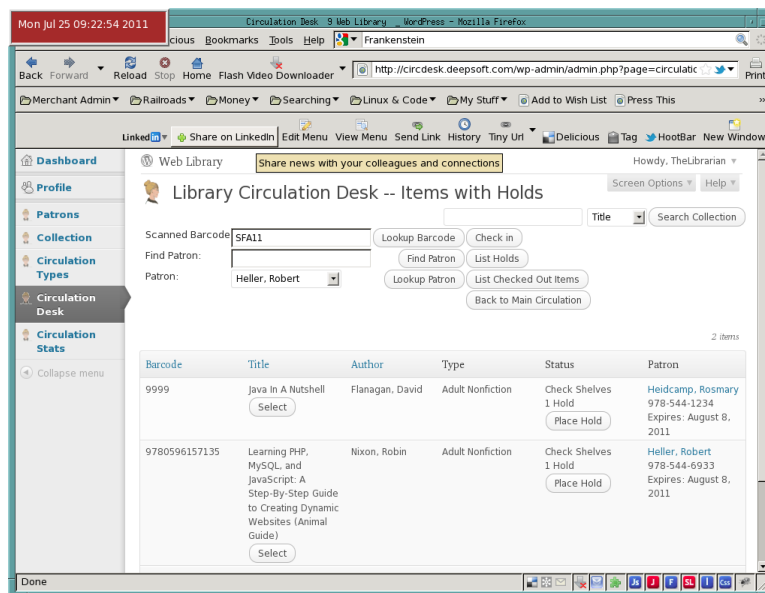 Mon Jul 25 09:22:54 2011
Circulation Desk 9 Web Library _ WordPress - Mozilla Firefox
Bookmarks Tools Help Frankenstein
Back Forward Reload Stop Home Flash Video Downloader http://circdesk.deepsoft.com/wp-admin/admin.php?page=circulatic Print
Merchant Admin Railroads Money Searching Linux & Code My Stuff Add to Wish List Press This »
Linked in Share on LinkedIn Edit Menu View Menu Send Link History Tiny Url Delicious Tag HootBar New Window
Dashboard
Profile
Patrons
Collection
Circulation
Types
Circulation
Desk
Circulation
Stats
Collapse menu
Web Library
Share news with your colleagues and connections
Howdy, TheLibrarian
Screen Options Help
Library Circulation Desk -- Items with Holds
Title Search Collection
Scanned Barcode SFA11 Lookup Barcode Check in
Find Patron: Find Patron List Holds
Patron: Heller, Robert Lookup Patron List Checked Out Items
Back to Main Circulation
2 items
Barcode Title Author Type Status Patron
9999 Java In A Nutshell Flanagan, David Adult Nonfiction Check Shelves Heidcamp, Rosmary
Select 1 Hold 978-544-1234
Place Hold Expires: August 8,
2011
9780596157135 Learning PHP, Nixon, Robin Adult Nonfiction Check Shelves Heller, Robert
MySQL, and 1 Hold 978-544-6933
JavaScript: A Place Hold Expires: August 8,
Step-By-Step Guide 2011
to Creating Dynamic
Websites (Animal
Guide)
Select
Done